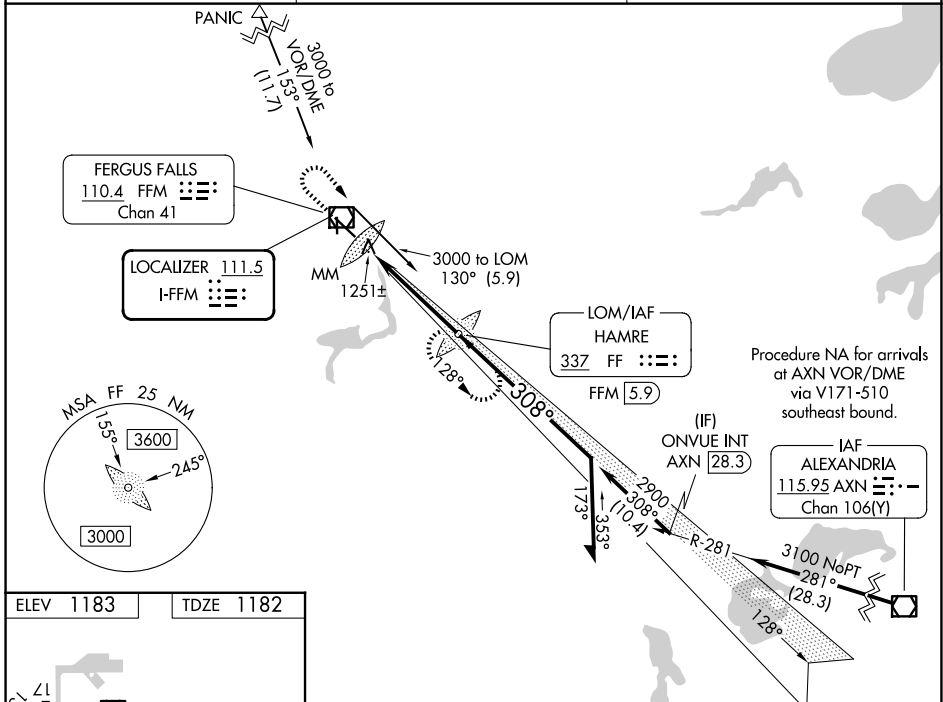 PANIC
3000 to
VOR/DME
153°
(11.7)
FERGUS FALLS
110.4 FFM
Chan 41
LOCALIZER 111.5
I-FFM
MM
1251±
3000 to LOM
130° (5.9)
LOM/IAF
HAMRE
337 FF
FFM 5.9
128°
308°
Procedure NA for arrivals
at AXN VOR/DME
via V171-510
southeast bound.
(IF)
ONVUE INT
AXN 28.3
IAF
ALEXANDRIA
115.95 AXN
Chan 106(Y)
MSA FF 25 NM
155°
3600
245°
3000
173°
353°
2900
308°
(10.4)
R-281
3100 NoPT
281°
(28.3)
128°
ELEV 1183
TDZE 1182
17